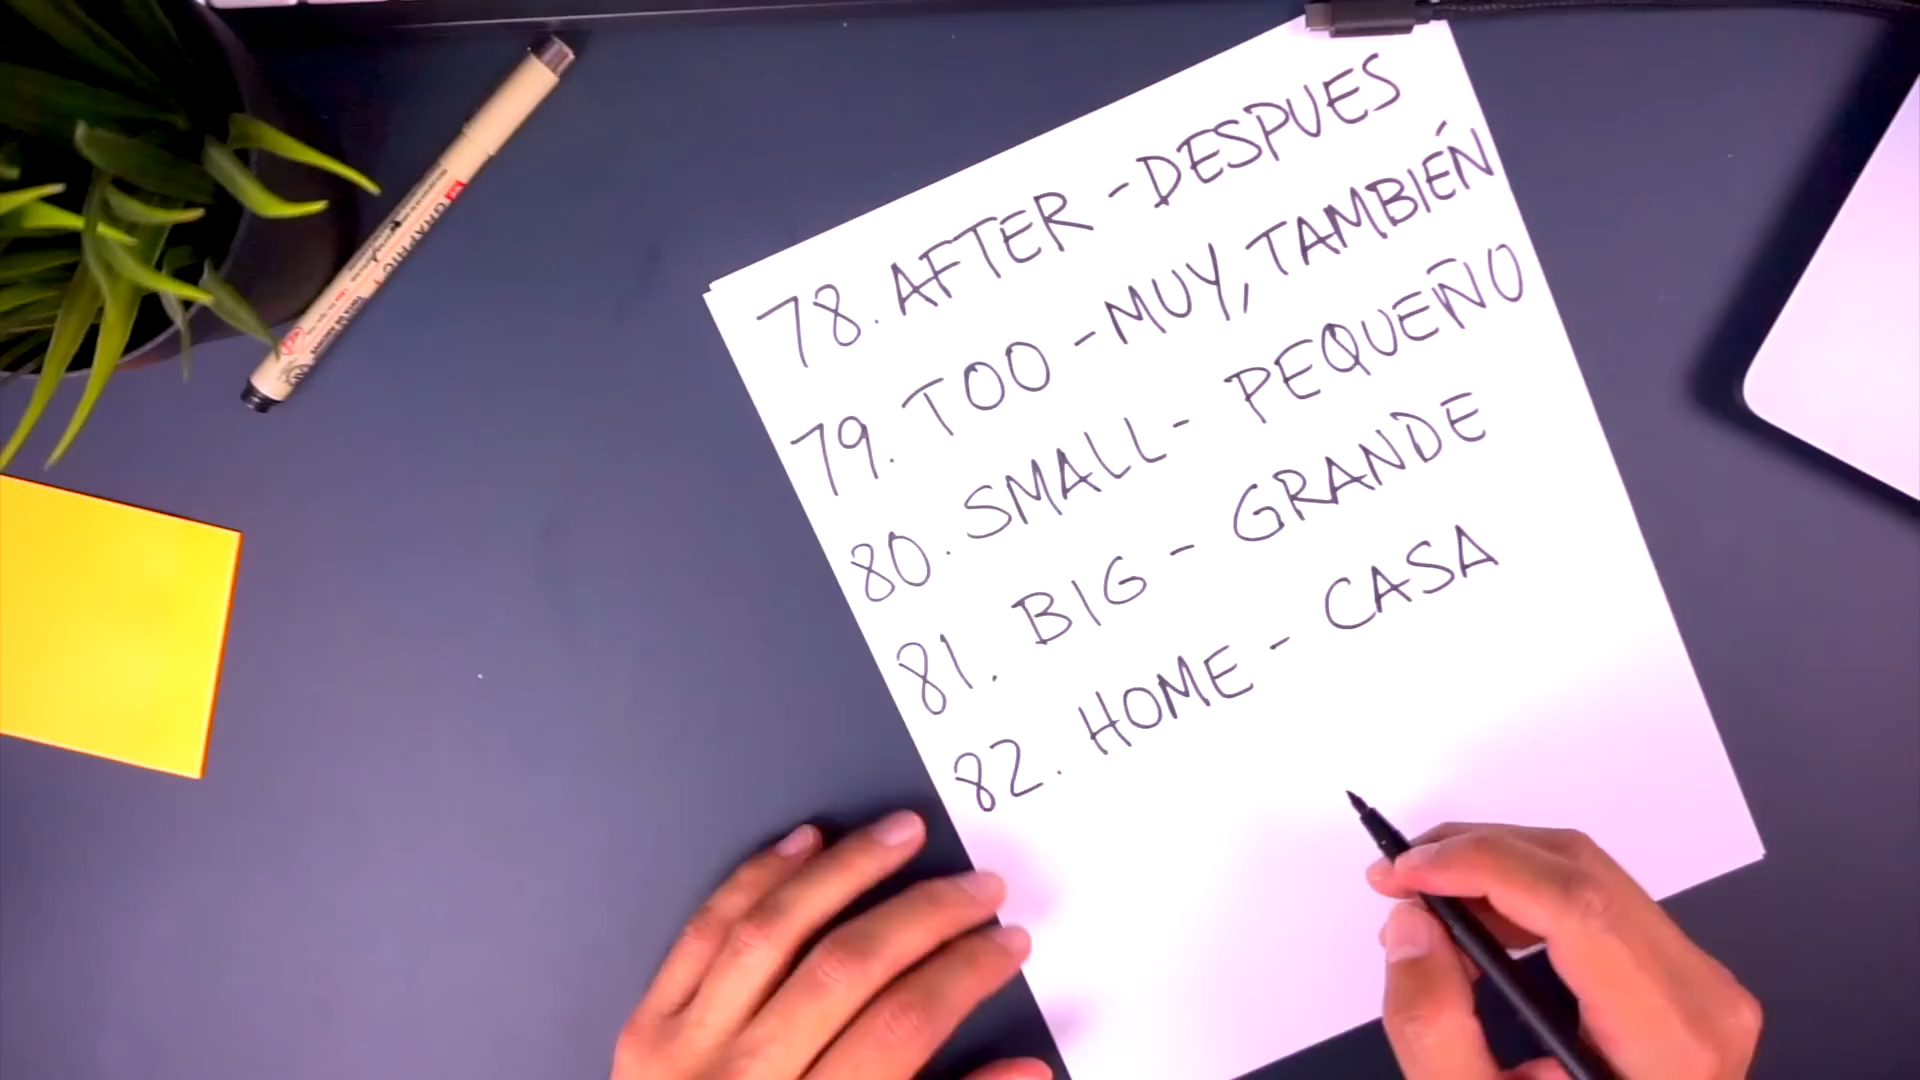 78. AFTER - DESPUES
79. TOO - MUY, TAMBIÉN
80. SMALL - PEQUEÑO
81. BIG - GRANDE
82. HOME - CASA